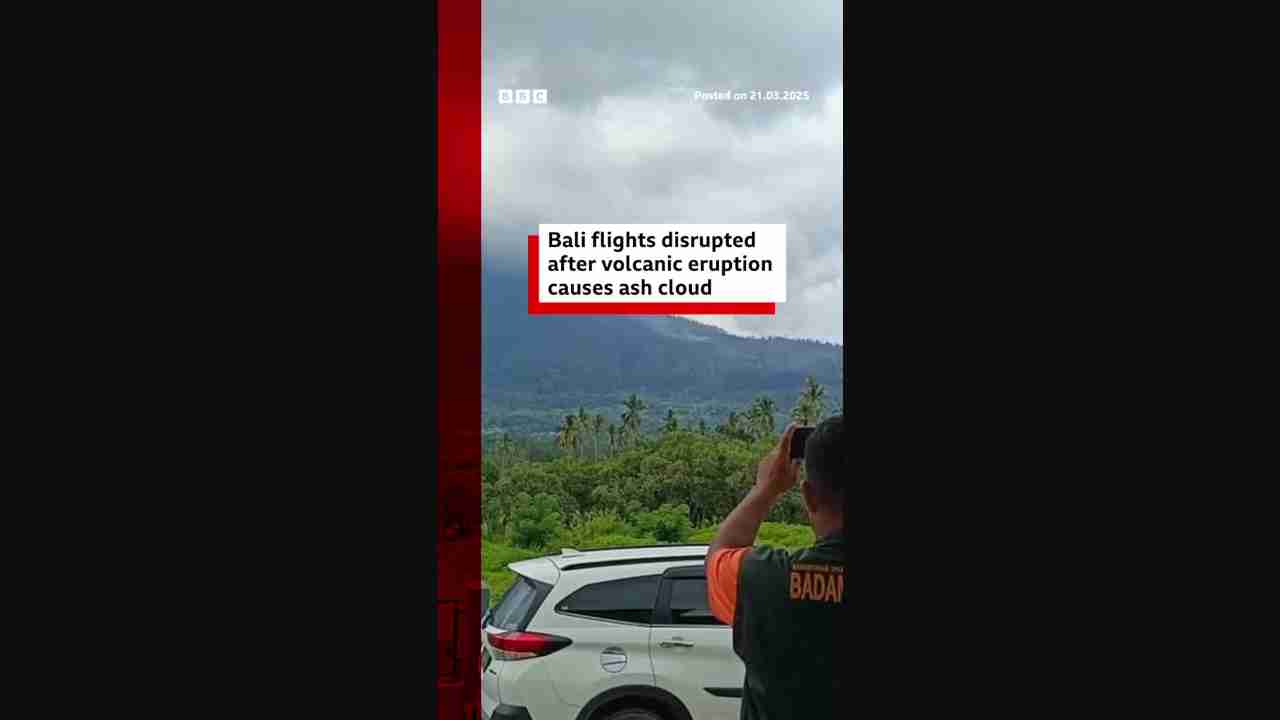 BBC
Posted on 21.03.2025
Bali flights disrupted
after volcanic eruption
causes ash cloud
BADAN